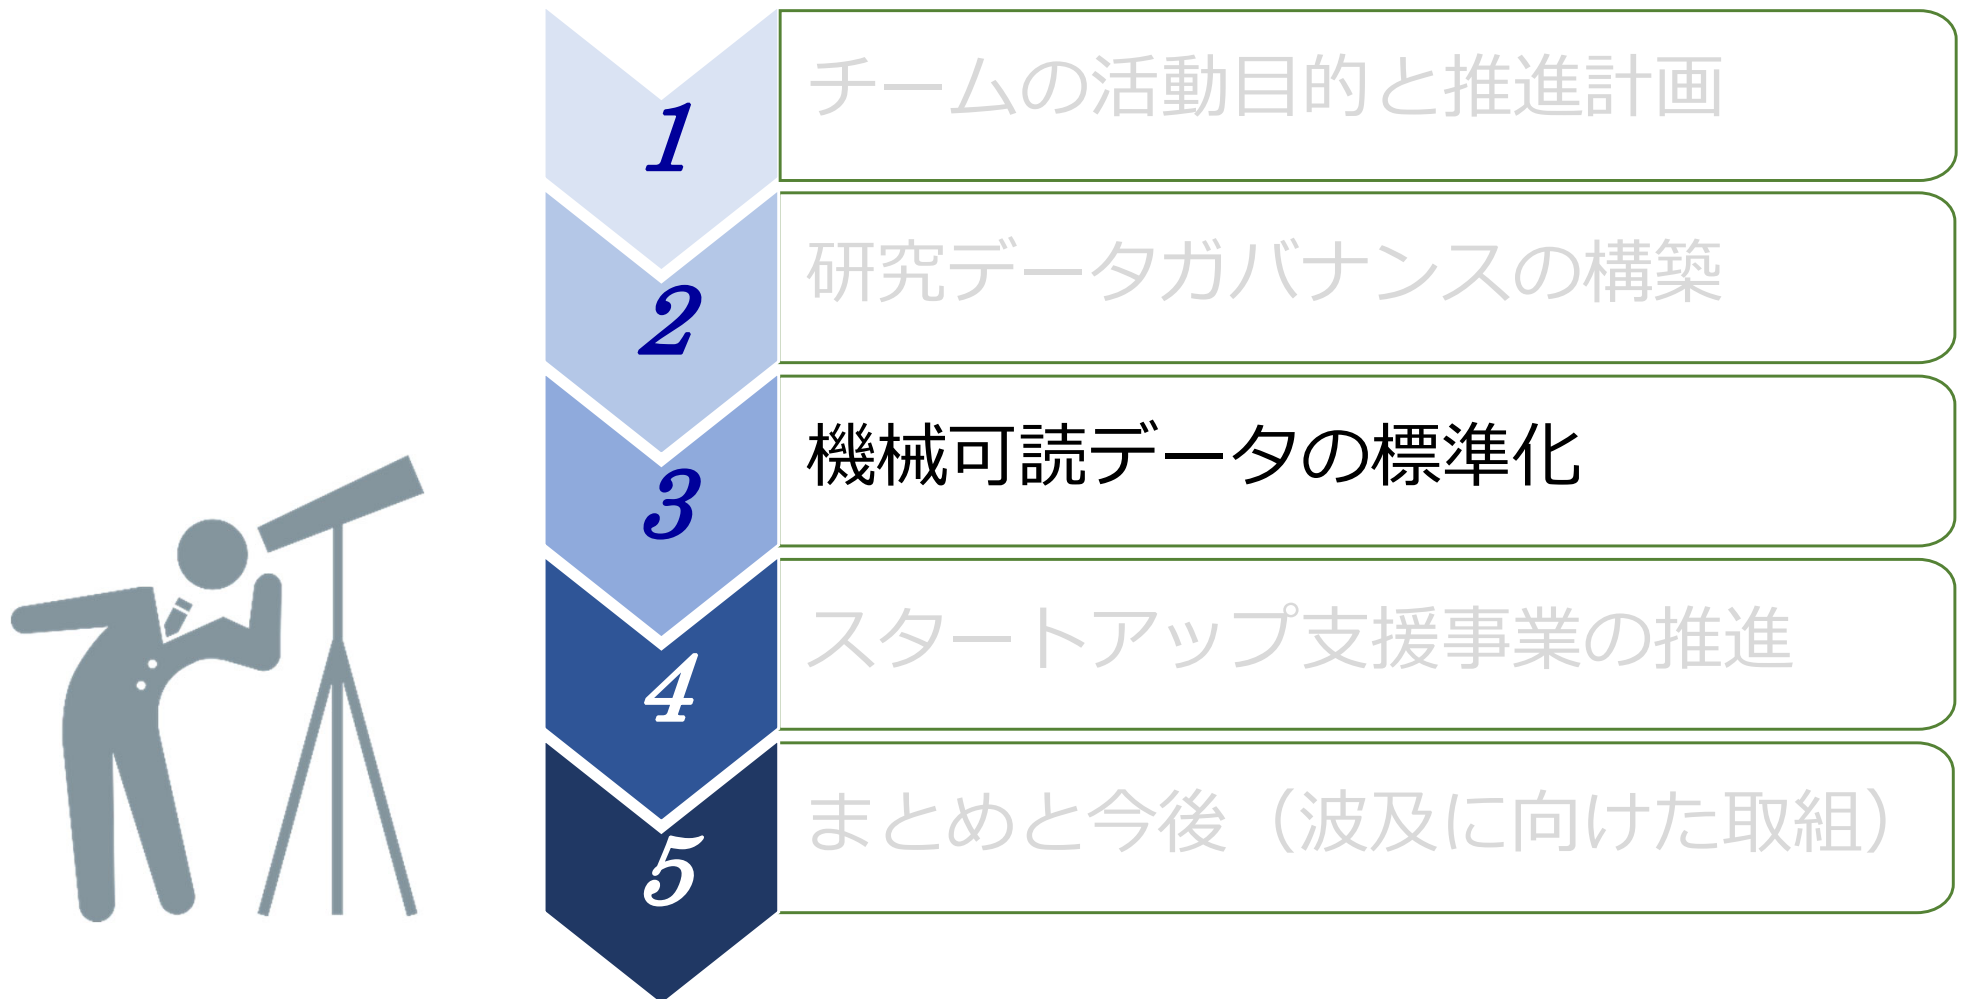 1
チームの活動目的と推進計画
2
研究データガバナンスの構築
3
機械可読データの標準化
4
スタートアップ支援事業の推進
5
まとめと今後（波及に向けた取組）